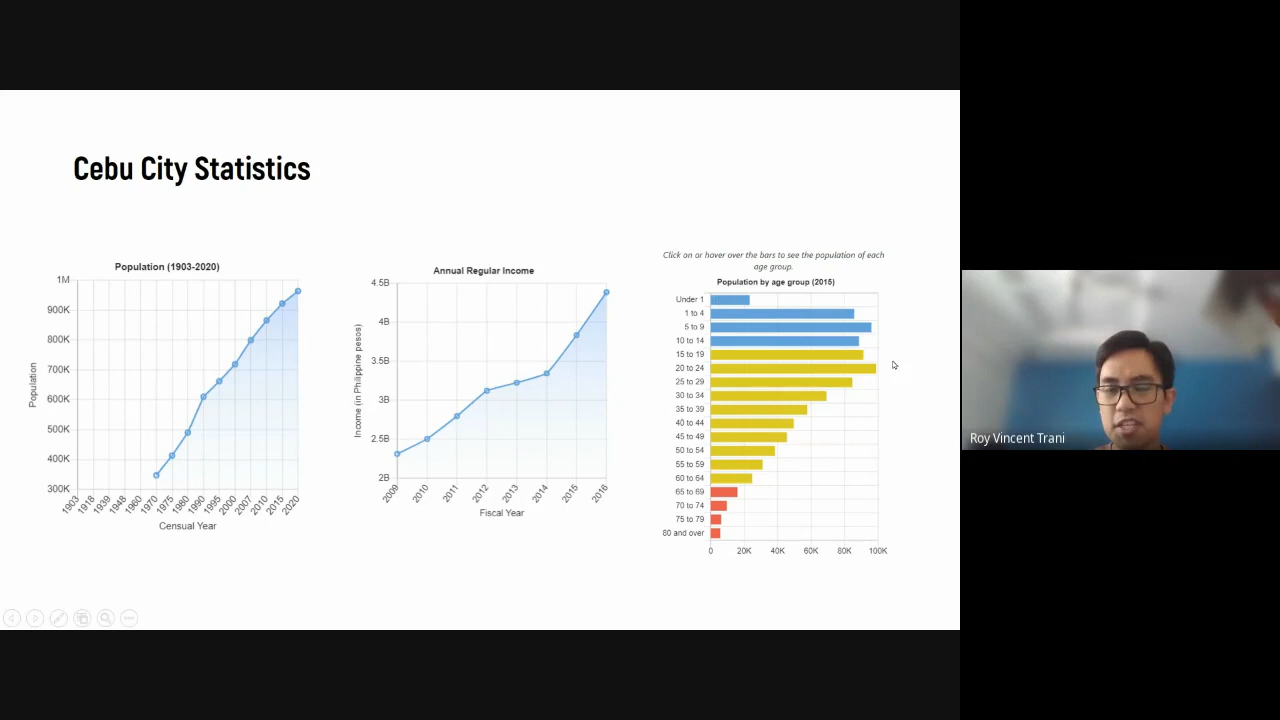 Cebu City Statistics
Population (1903-2020)
1M
900K
800K
700K
600K
500K
400K
300K
Population
1903
1918
1939
1948
1960
1970
1975
1980
1990
1995
2000
2007
2010
2015
2020
Censual Year
Annual Regular Income
4.5B
4B
3.5B
3B
2.5B
2B
Income (in Philippine pesos)
2009
2010
2011
2012
2013
2014
2015
2016
Fiscal Year
Click on or hover over the bars to see the population of each
age group.
Population by age group (2015)
Under 1
1 to 4
5 to 9
10 to 14
15 to 19
20 to 24
25 to 29
30 to 34
35 to 39
40 to 44
45 to 49
50 to 54
55 to 59
60 to 64
65 to 69
70 to 74
75 to 79
80 and over
0 20K 40K 60K 80K 100K
Roy Vincent Trani